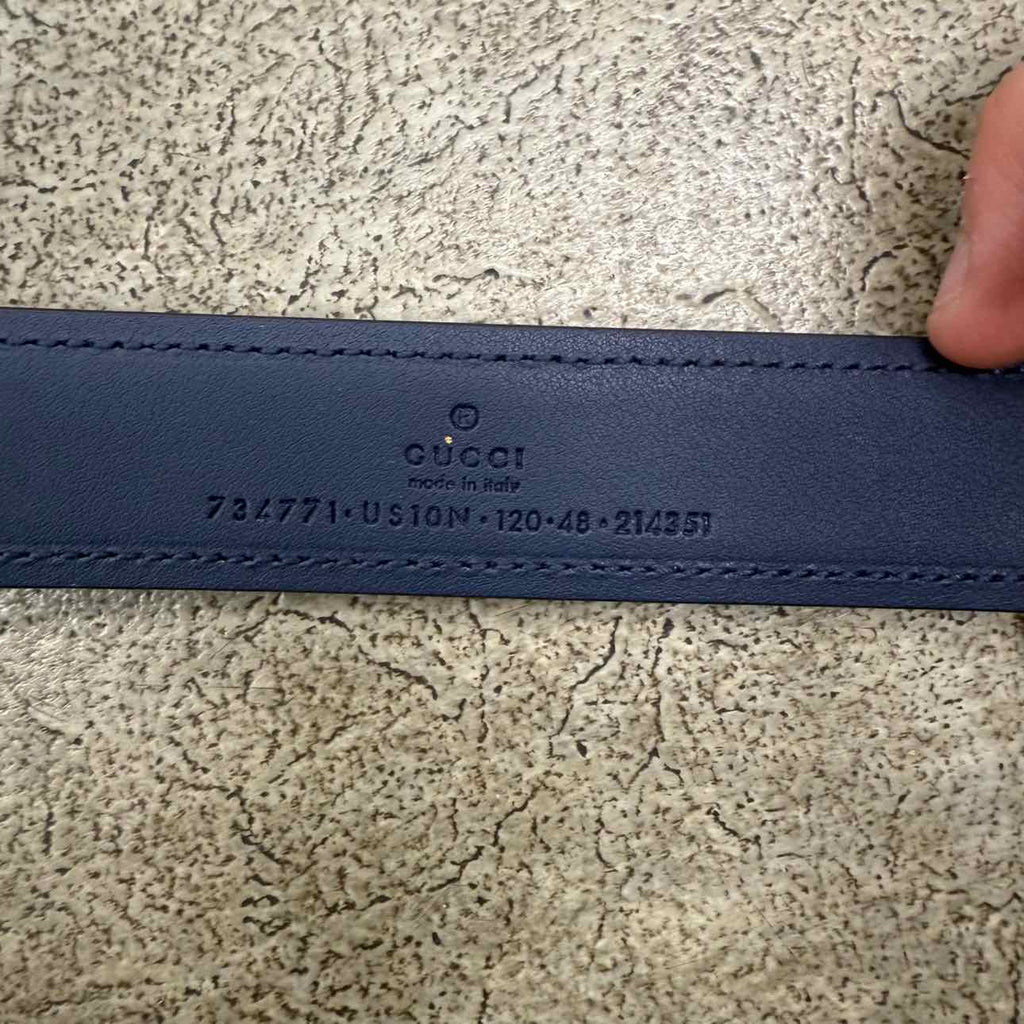 ®
GUCCI
made in italy
734771·US10N·120·48·214351